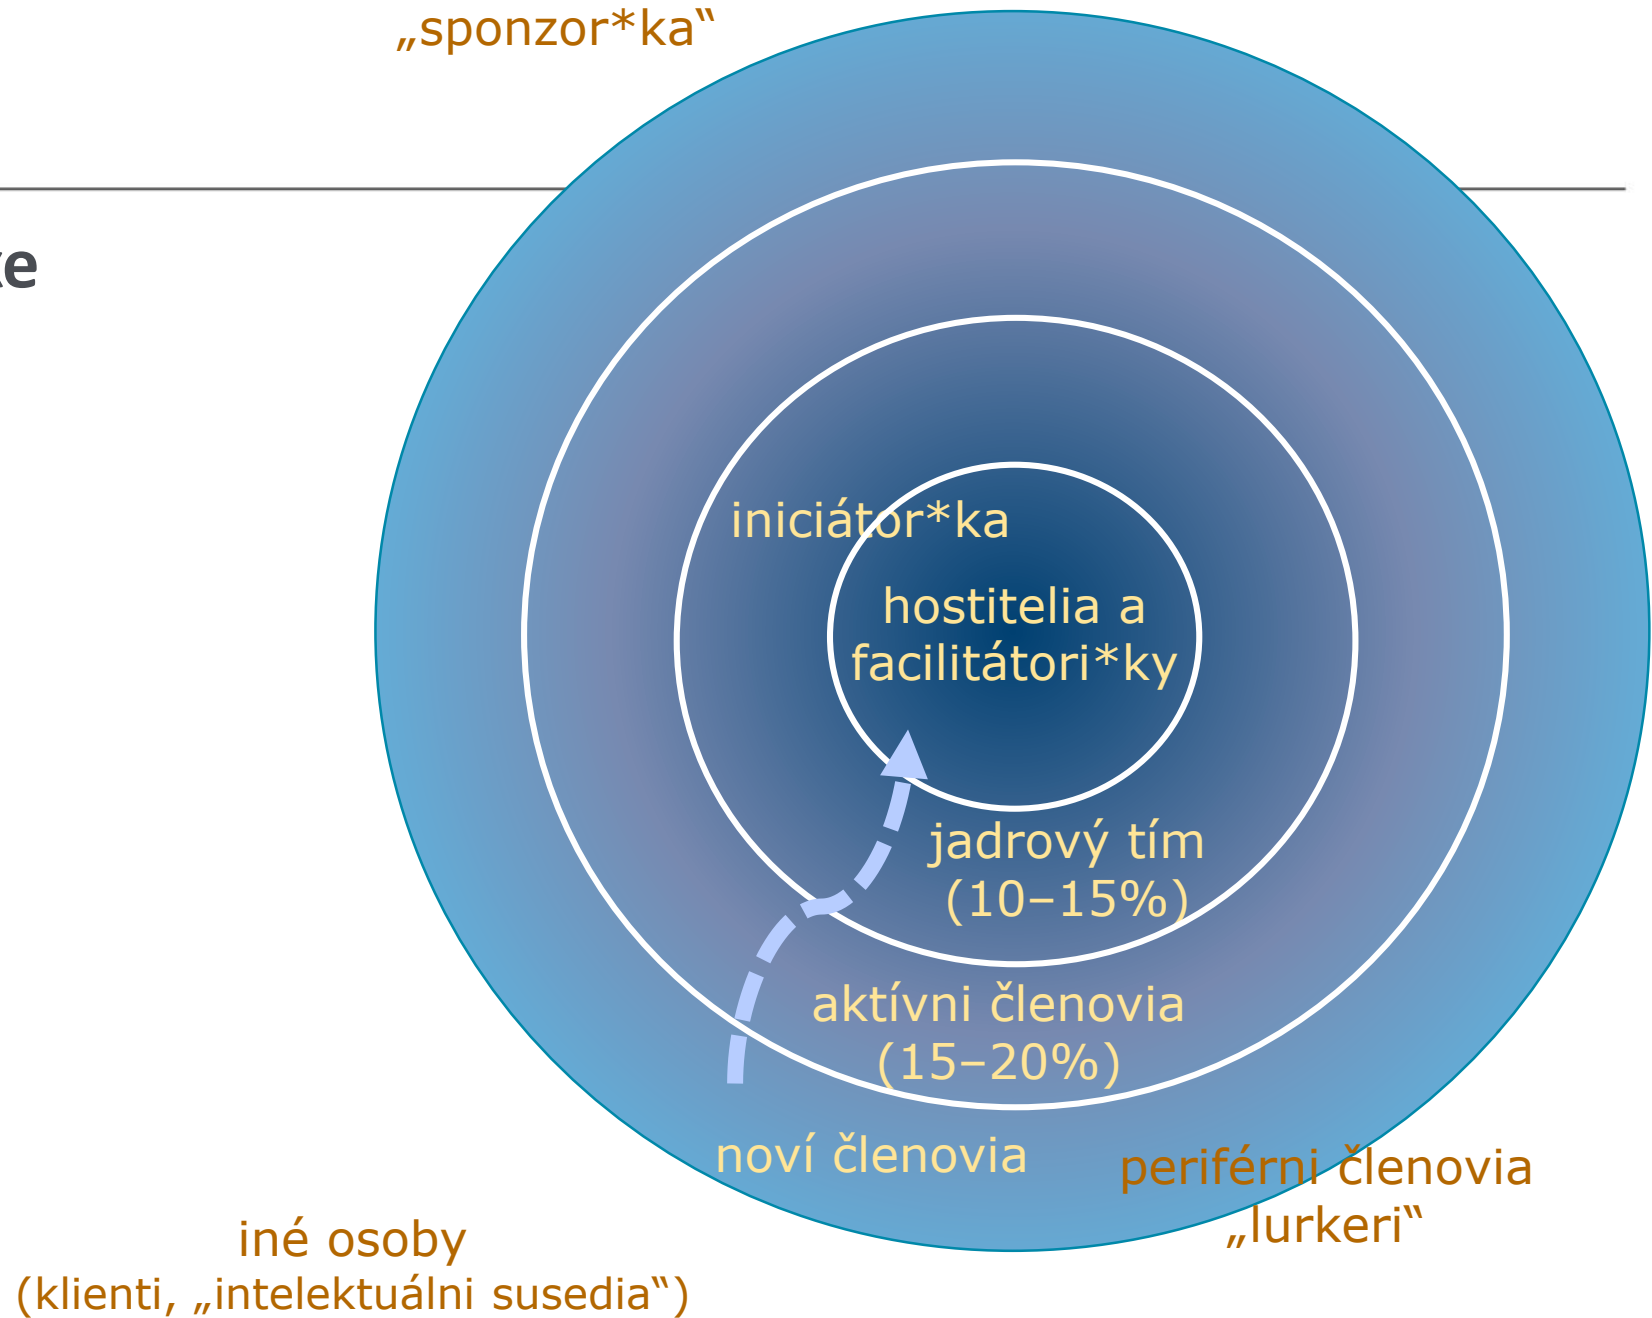 „sponzor*ka“
iniciátor*ka
hostitelia a
facilitátori*ky
jadrový tím
(10–15%)
aktívni členovia
(15–20%)
noví členovia
periférni členovia
„lurkeri“
iné osoby
(klienti, „intelektuálni susedia“)